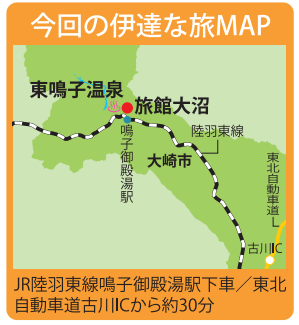 今回の伊達な旅MAP
東鳴子温泉
旅館大沼
鳴子御殿湯駅
陸羽東線
大崎市
東北自動車道
古川IC
JR陸羽東線鳴子御殿湯駅下車/東北
自動車道古川ICから約30分